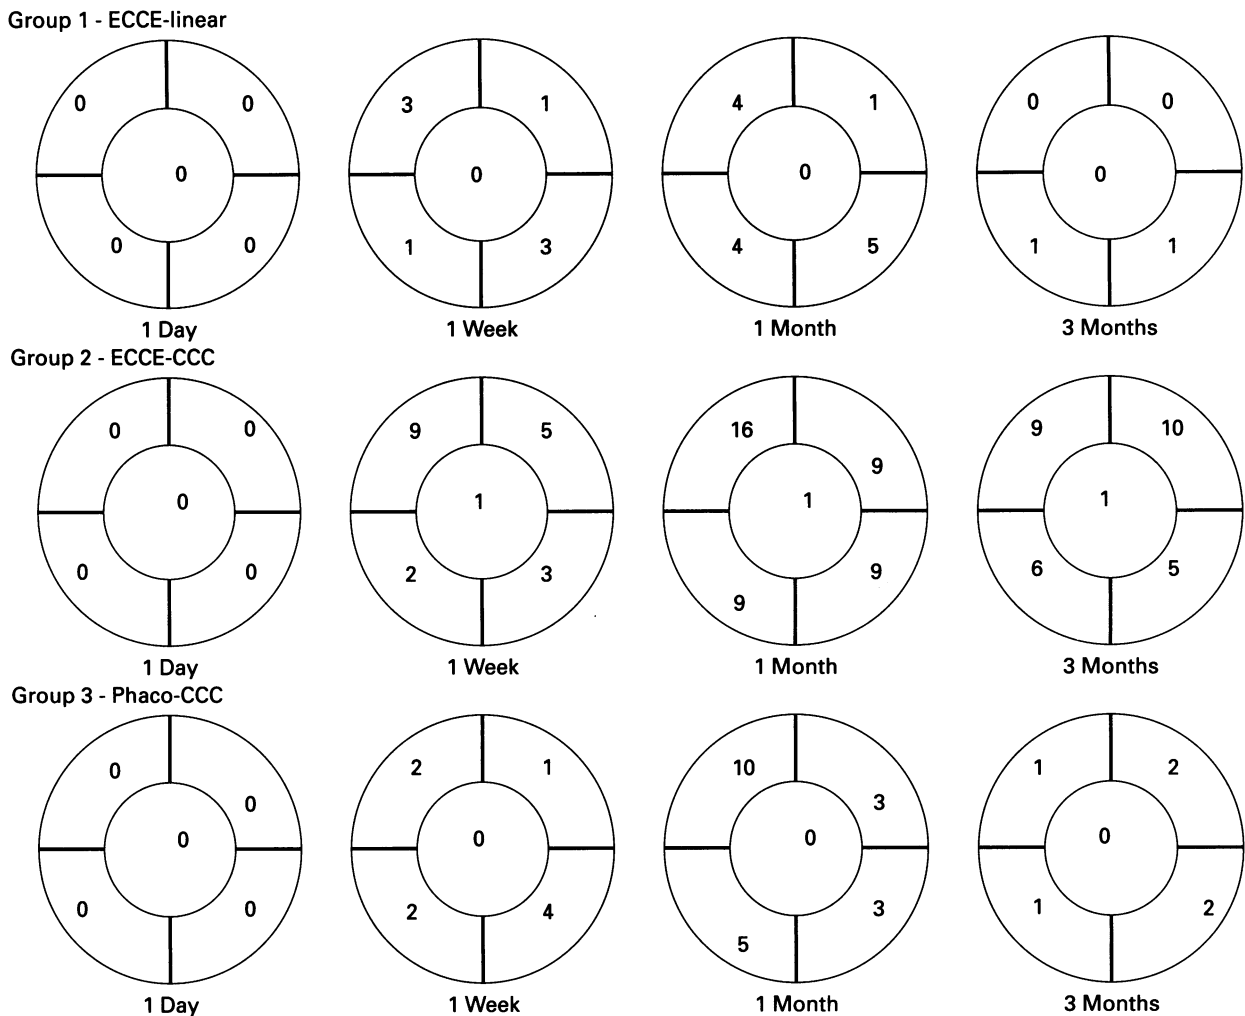 Group 1 - ECCE-linear
0 0 3 1 4 1 0 0
0 0 0 0
0 0 1 3 4 5 1 1
1 Day 1 Week 1 Month 3 Months
Group 2 - ECCE-CCC
0 0 9 5 16 9 9 10
0 1 1 1
0 0 2 3 9 9 6 5
1 Day 1 Week 1 Month 3 Months
Group 3 - Phaco-CCC
0 0 2 1 10 3 1 2
0 0 0 0
0 0 2 4 5 3 1 2
1 Day 1 Week 1 Month 3 Months